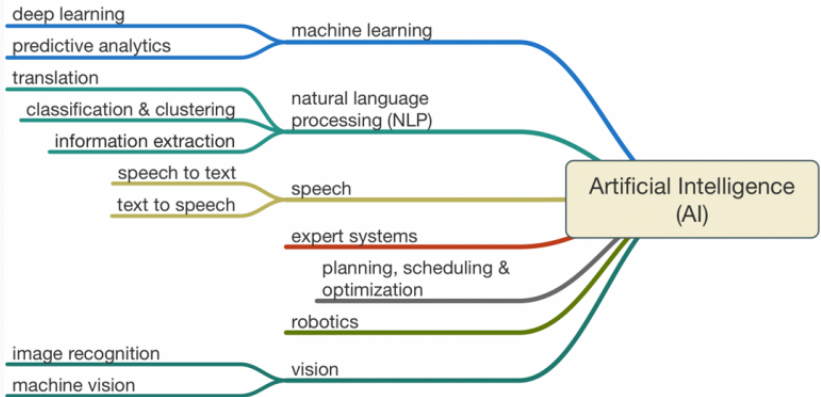 deep learning
predictive analytics
machine learning
translation
classification & clustering
information extraction
natural language
processing (NLP)
speech to text
text to speech
speech
expert systems
planning, scheduling &
optimization
robotics
image recognition
machine vision
vision
Artificial Intelligence
(AI)